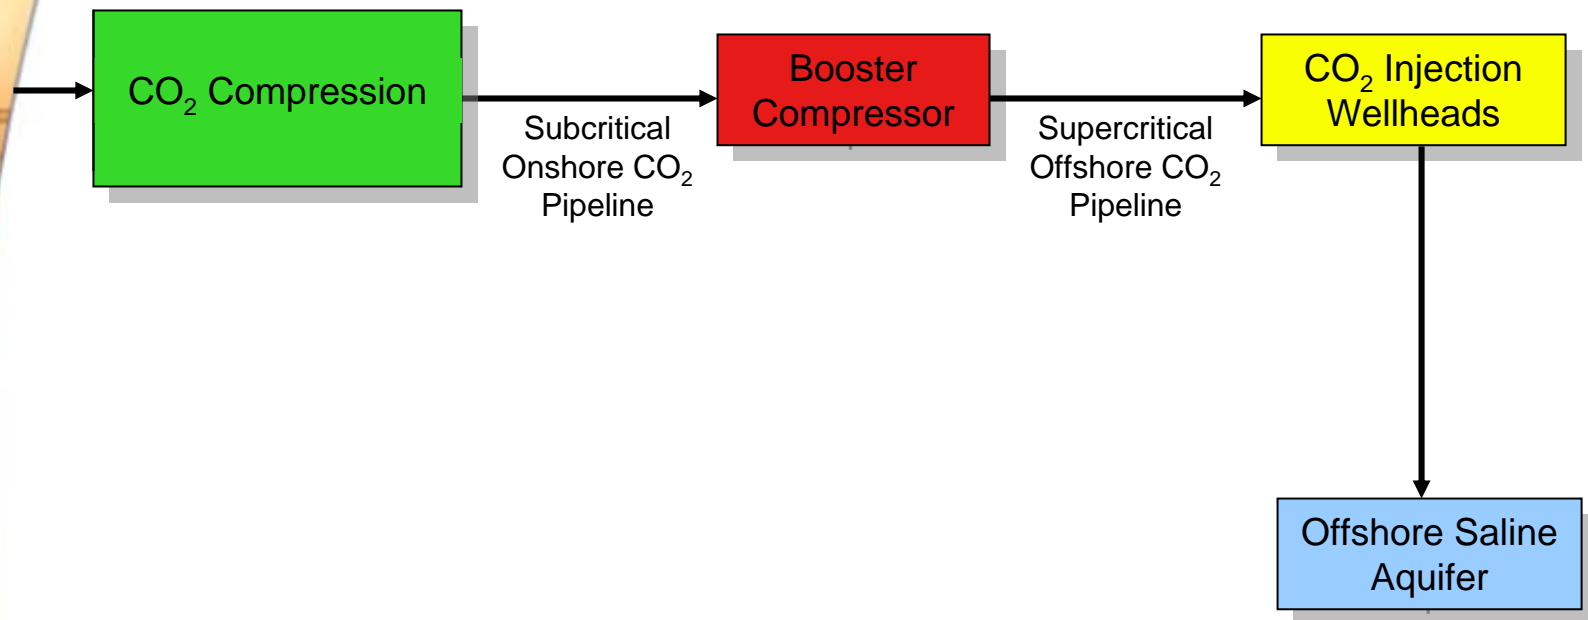 CO₂ Compression
Subcritical
Onshore CO₂
Pipeline
Booster
Compressor
Supercritical
Offshore CO₂
Pipeline
CO₂ Injection
Wellheads
Offshore Saline
Aquifer